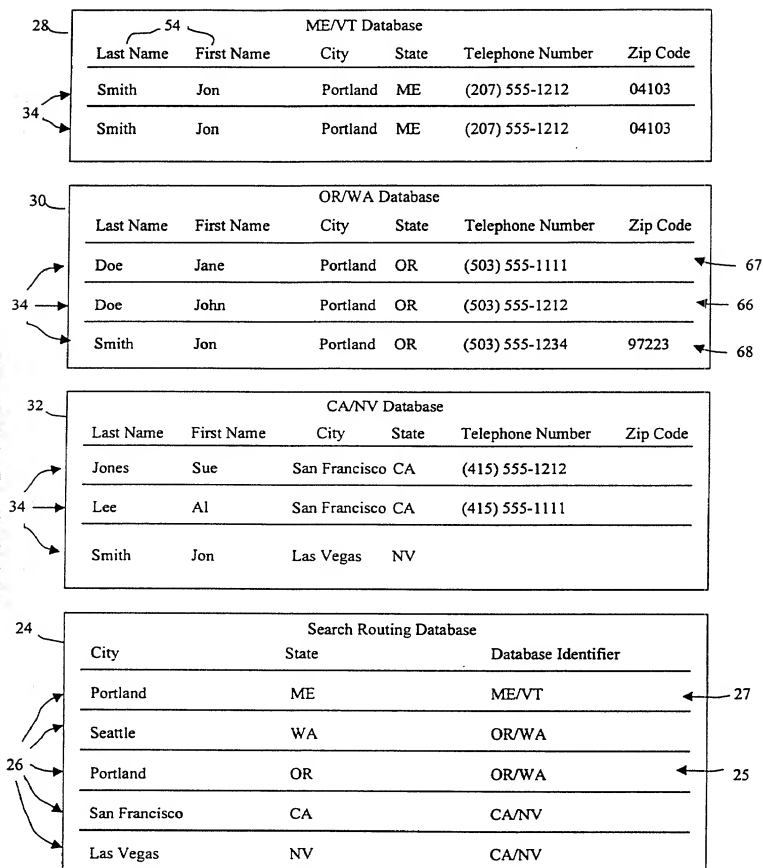 28 54 ME/VT Database
Last Name First Name City State Telephone Number Zip Code
Smith Jon Portland ME (207) 555-1212 04103
34
Smith Jon Portland ME (207) 555-1212 04103
30 OR/WA Database
Last Name First Name City State Telephone Number Zip Code
Doe Jane Portland OR (503) 555-1111 67
34 Doe John Portland OR (503) 555-1212 66
Smith Jon Portland OR (503) 555-1234 97223 68
32 CA/NV Database
Last Name First Name City State Telephone Number Zip Code
Jones Sue San Francisco CA (415) 555-1212
34 Lee Al San Francisco CA (415) 555-1111
Smith Jon Las Vegas NV
24 Search Routing Database
City State Database Identifier
Portland ME ME/VT 27
Seattle WA OR/WA
26 Portland OR OR/WA 25
San Francisco CA CA/NV
Las Vegas NV CA/NV